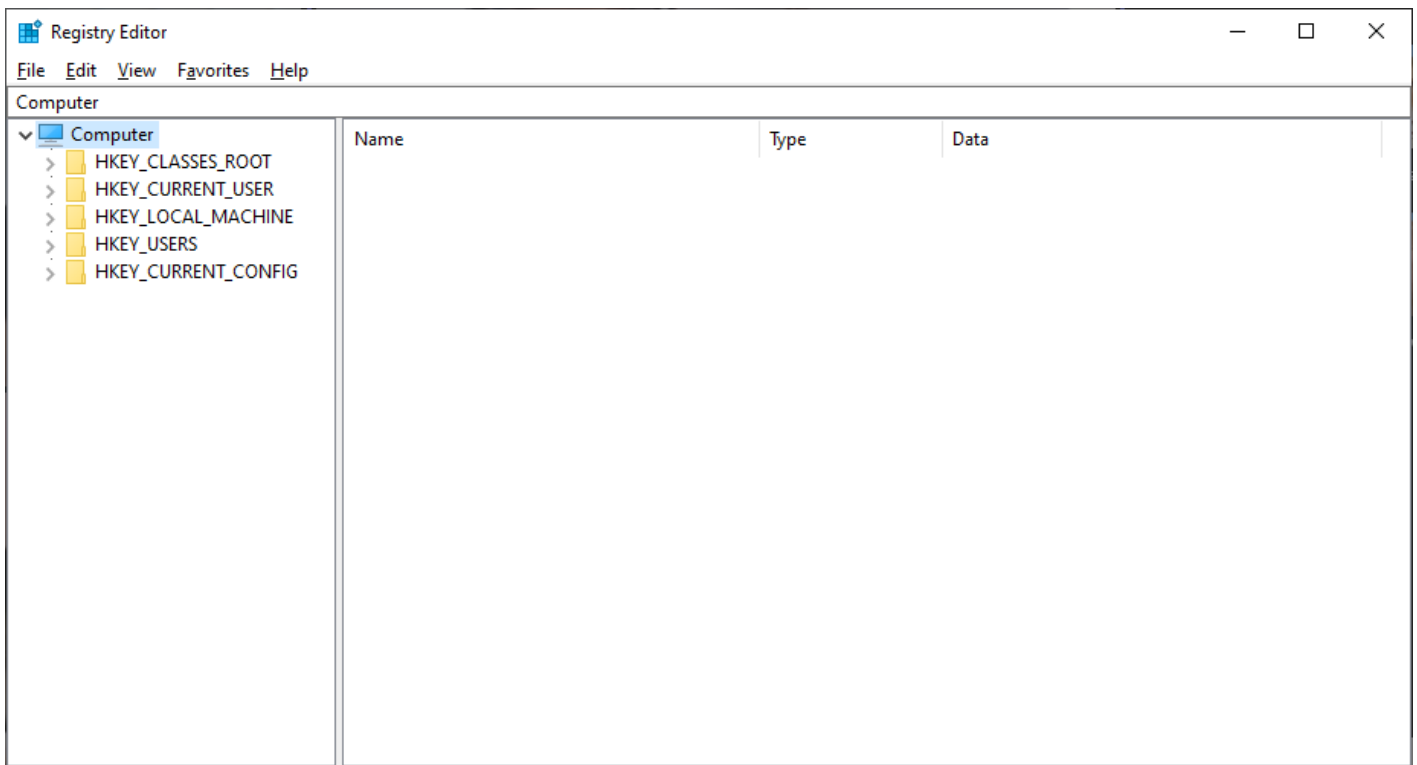 Registry Editor
File Edit View Favorites Help
Computer
Computer
HKEY_CLASSES_ROOT
HKEY_CURRENT_USER
HKEY_LOCAL_MACHINE
HKEY_USERS
HKEY_CURRENT_CONFIG
Name Type Data